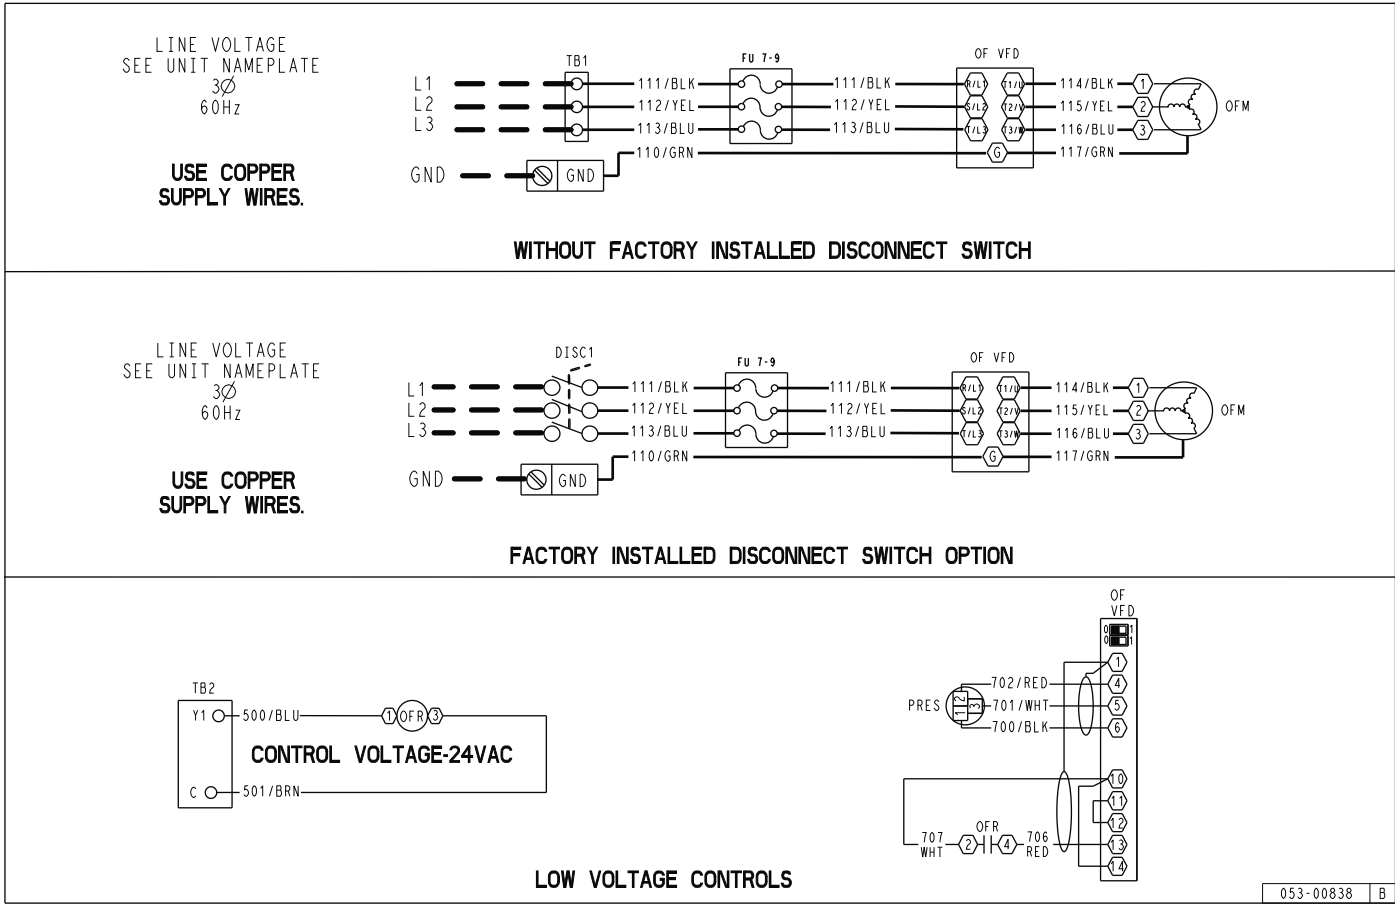 LINE VOLTAGE
SEE UNIT NAMEPLATE
3Ø
60Hz
USE COPPER
SUPPLY WIRES.
L1
L2
L3
GND
TB1
GND
111/BLK
112/YEL
113/BLU
110/GRN
FU 7-9
111/BLK
112/YEL
113/BLU
OF VFD
R/L1
T1/U
S/L2
T2/V
T/L3
T3/W
G
114/BLK
115/YEL
116/BLU
117/GRN
1
2
3
OFM
WITHOUT FACTORY INSTALLED DISCONNECT SWITCH
LINE VOLTAGE
SEE UNIT NAMEPLATE
3Ø
60Hz
USE COPPER
SUPPLY WIRES.
L1
L2
L3
GND
DISC1
GND
111/BLK
112/YEL
113/BLU
110/GRN
FU 7-9
111/BLK
112/YEL
113/BLU
OF VFD
R/L1
T1/U
S/L2
T2/V
T/L3
T3/W
G
114/BLK
115/YEL
116/BLU
117/GRN
1
2
3
OFM
FACTORY INSTALLED DISCONNECT SWITCH OPTION
TB2
Y1
500/BLU
1
OFR
3
CONTROL VOLTAGE-24VAC
C
501/BRN
OF
VFD
0 1
0 1
1
PRES
1 2
3
702/RED
4
701/WHT
5
700/BLK
6
10
11
12
707
WHT
2
OFR
4
706
RED
13
14
LOW VOLTAGE CONTROLS
053-00838 B